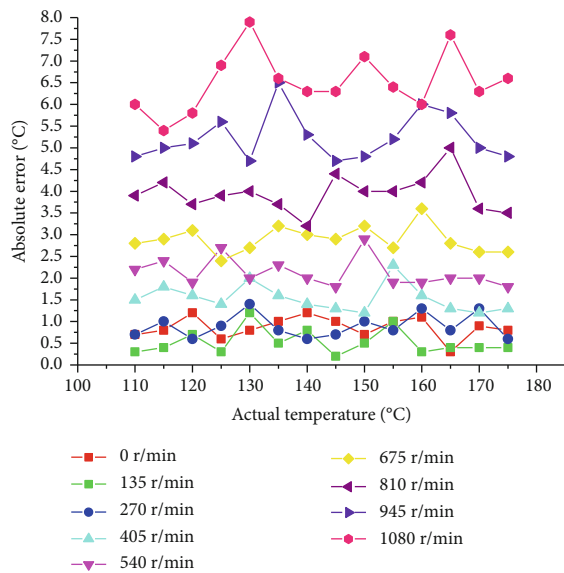 8.0
7.5
7.0
6.5
6.0
5.5
5.0
4.5
4.0
3.5
3.0
2.5
2.0
1.5
1.0
0.5
0.0
Absolute error (°C)
100 110 120 130 140 150 160 170 180
Actual temperature (°C)
0 r/min
135 r/min
270 r/min
405 r/min
540 r/min
675 r/min
810 r/min
945 r/min
1080 r/min